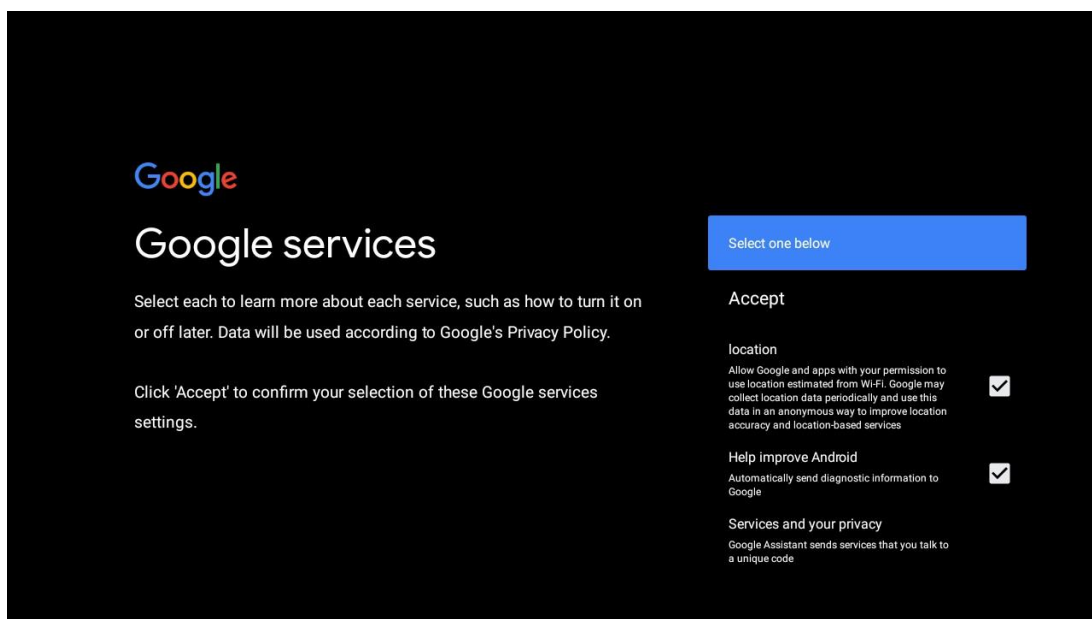 Google
Google services
Select each to learn more about each service, such as how to turn it on
or off later. Data will be used according to Google's Privacy Policy.
Click 'Accept' to confirm your selection of these Google services
settings.
Select one below
Accept
location
Allow Google and apps with your permission to
use location estimated from Wi-Fi. Google may
collect location data periodically and use this
data in an anonymous way to improve location
accuracy and location-based services
Help improve Android
Automatically send diagnostic information to
Google
Services and your privacy
Google Assistant sends services that you talk to
a unique code